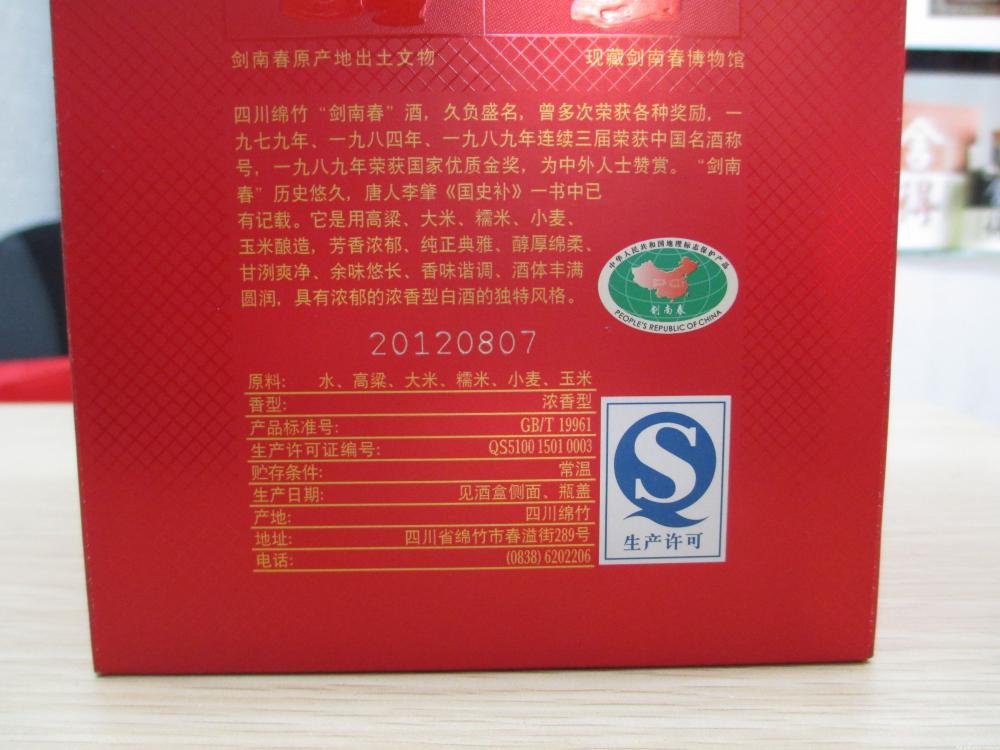 剑南春原产地出土文物
现藏剑南春博物馆
四川绵竹“剑南春”酒，久负盛名，曾多次荣获各种奖励，一
九七九年、一九八四年、一九八九年连续三届荣获中国名酒称
号，一九八九年荣获国家优质金奖，为中外人士赞赏。“剑南
春”历史悠久，唐人李肇《国史补》一书中已
有记载。它是用高粱、大米、糯米、小麦、
玉米酿造，芳香浓郁、纯正典雅、醇厚绵柔、
甘洌爽净、余味悠长、香味谐调、酒体丰满
圆润，具有浓郁的浓香型白酒的独特风格。
中华人民共和国地理标志保护产品
PGI
剑南春
PEOPLE'S REPUBLIC OF CHINA
20120807
原料: 水、高粱、大米、糯米、小麦、玉米
香型: 浓香型
产品标准号: GB/T 19961
生产许可证编号: QS5100 1501 0003
贮存条件: 常温
生产日期: 见酒盒侧面、瓶盖
产地: 四川绵竹
地址: 四川省绵竹市春溢街289号
电话: (0838) 6202206
S
生产许可
舍得